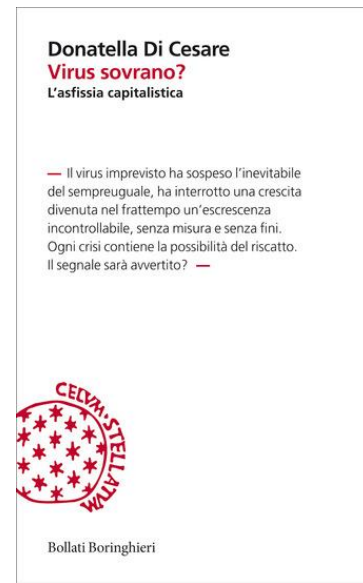 Donatella Di Cesare
Virus sovrano?
L'asfissia capitalistica
— Il virus imprevisto ha sospeso l'inevitabile
del sempreuguale, ha interrotto una crescita
divenuta nel frattempo un'escrescenza
incontrollabile, senza misura e senza fini.
Ogni crisi contiene la possibilità del riscatto.
Il segnale sarà avvertito? —
CELVM·STELLATVM
Bollati Boringhieri